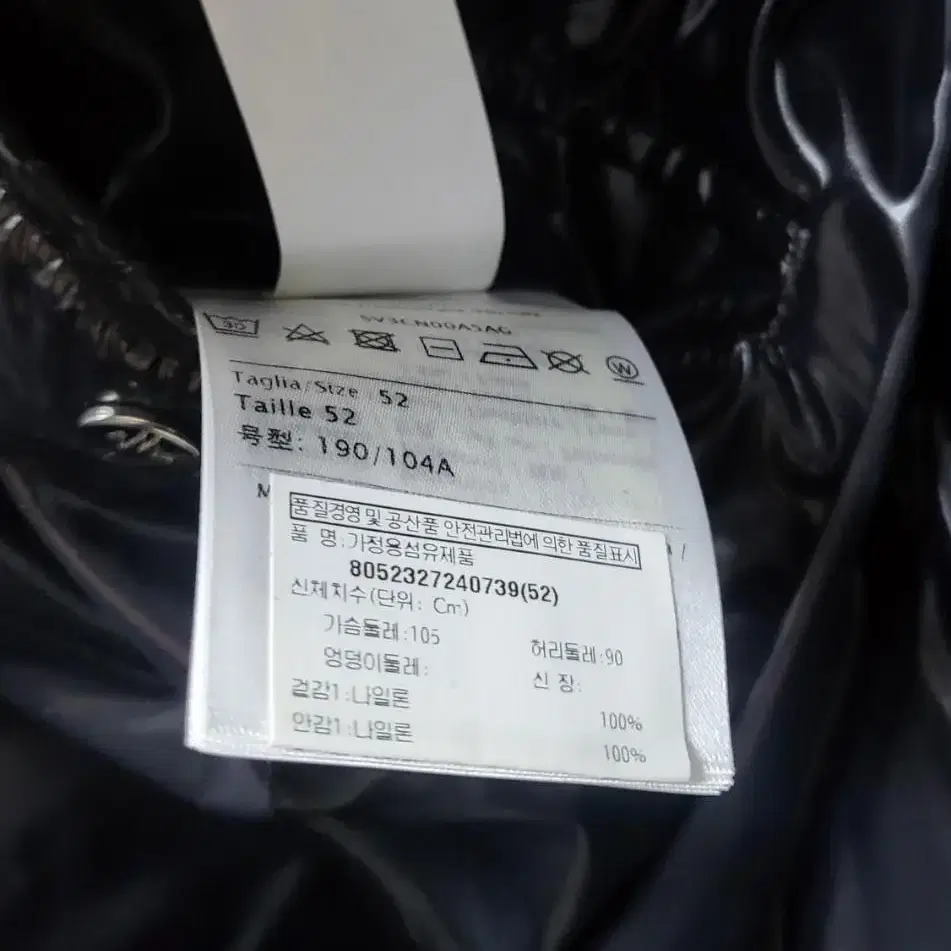 30
W
Taglia/Size 52
Taille 52
号型: 190/104A
M
품질경영 및 공산품 안전관리법에 의한 품질표시
품 명:가정용섬유제품
8052327240739(52)
신체치수(단위: Cm)
가슴둘레:105 허리둘레:90
엉덩이둘레: 신 장:
겉감1:나일론 100%
안감1:나일론 100%